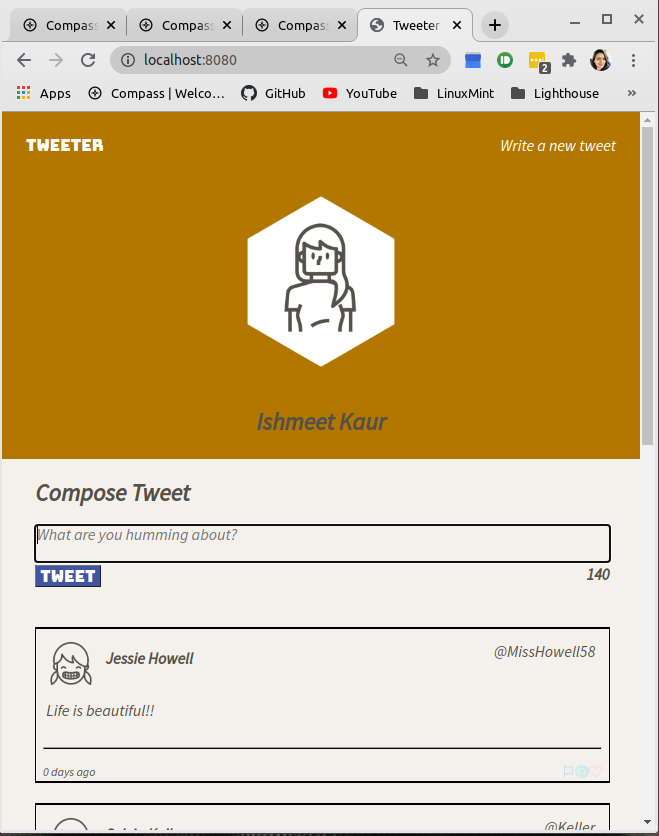 Compass
Compass
Compass
Tweeter
localhost:8080
2
Apps
Compass | Welco...
GitHub
YouTube
LinuxMint
Lighthouse
»
TWEETER
Write a new tweet
Ishmeet Kaur
Compose Tweet
What are you humming about?
TWEET
140
Jessie Howell
@MissHowell58
Life is beautiful!!
0 days ago
@Keller